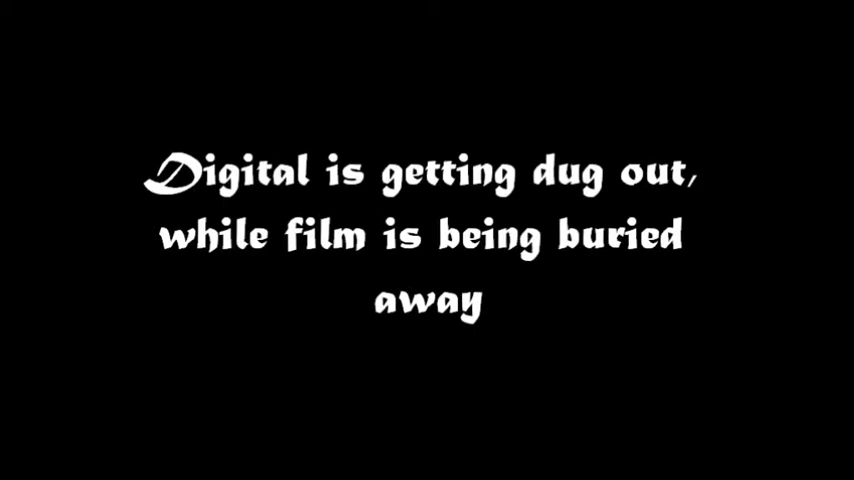 Digital is getting dug out,
while film is being buried
away